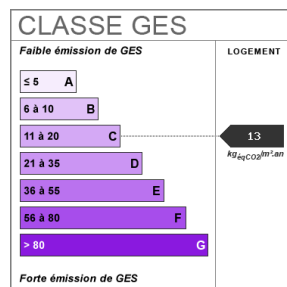 CLASSE GES
Faible émission de GES
LOGEMENT
≤ 5 A
6 à 10 B
11 à 20 C
13
kgéqCO2/m².an
21 à 35 D
36 à 55 E
56 à 80 F
> 80 G
Forte émission de GES